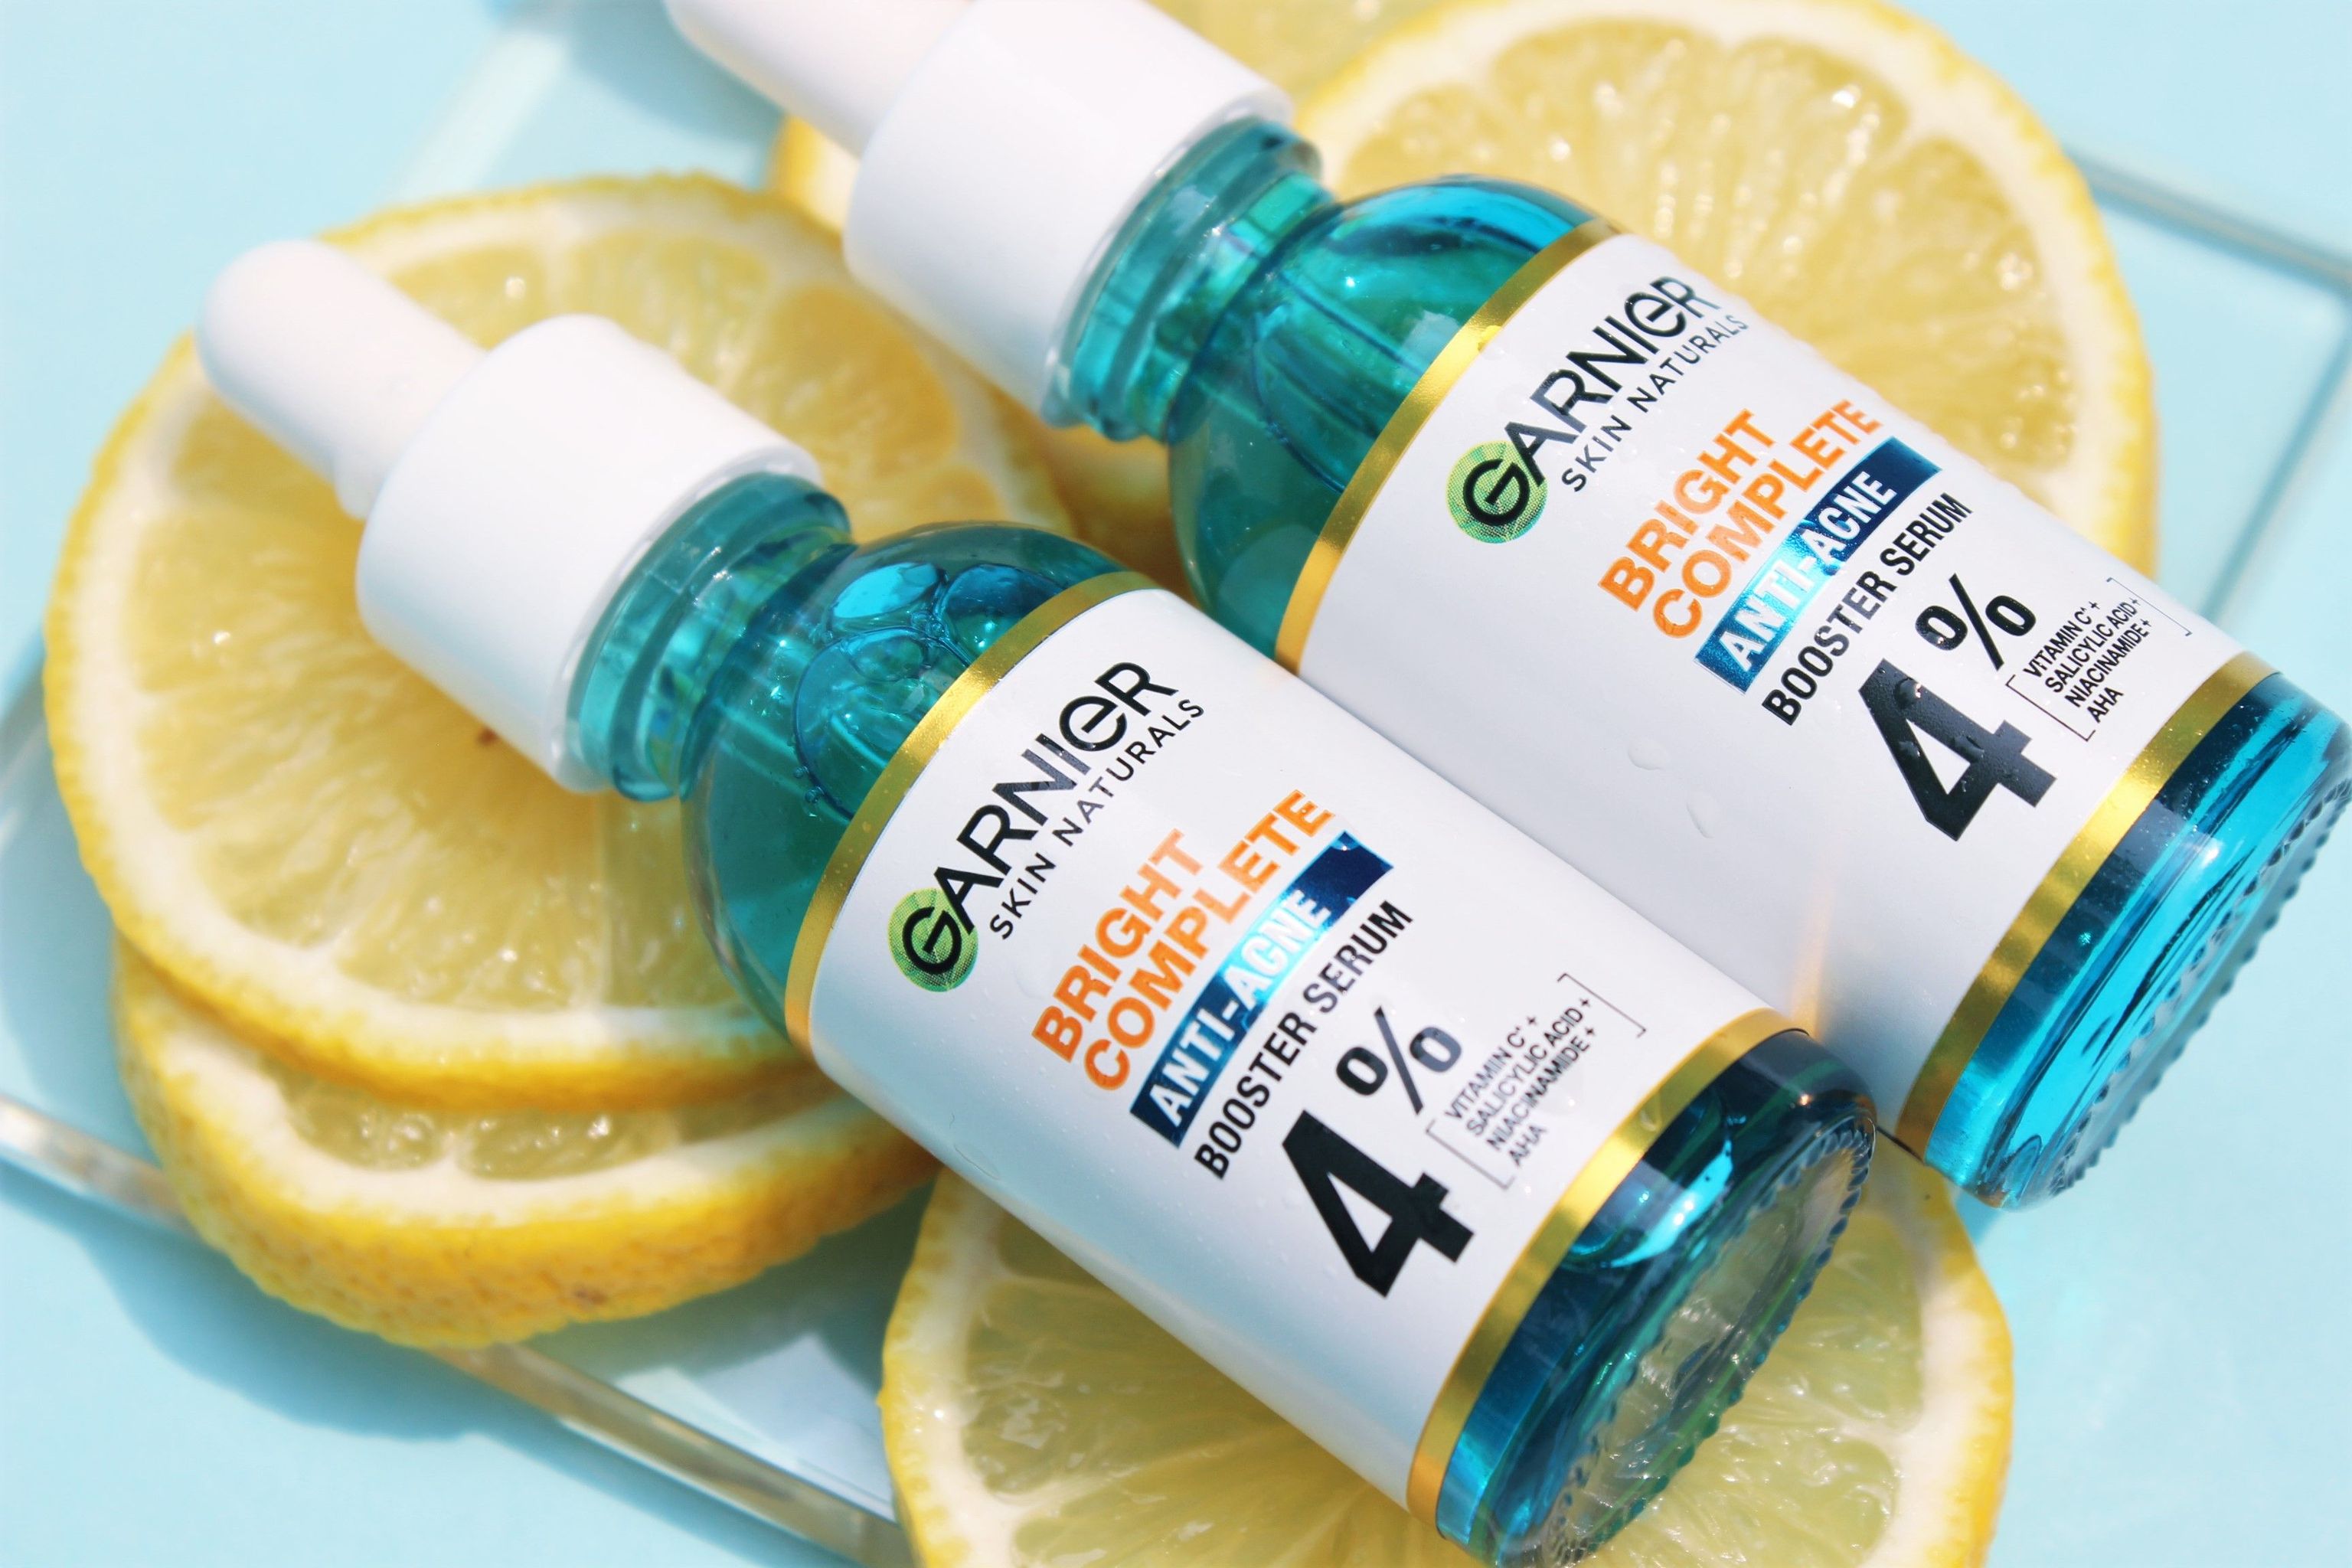 GARNIER
SKIN NATURALS
BRIGHT
COMPLETE
ANTI-ACNE
BOOSTER SERUM
4%
VITAMIN C* +
SALICYLIC ACID +
NIACINAMIDE +
AHA
GARNIER
SKIN NATURALS
BRIGHT
COMPLETE
ANTI-ACNE
BOOSTER SERUM
4%
VITAMIN C* +
SALICYLIC ACID +
NIACINAMIDE +
AHA